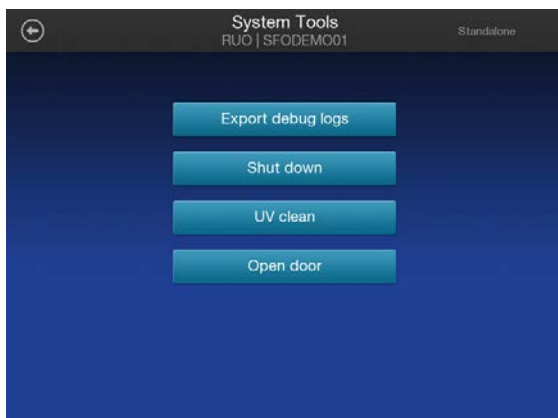 System Tools
RUO | SFODEMO01
Standalone
Export debug logs
Shut down
UV clean
Open door